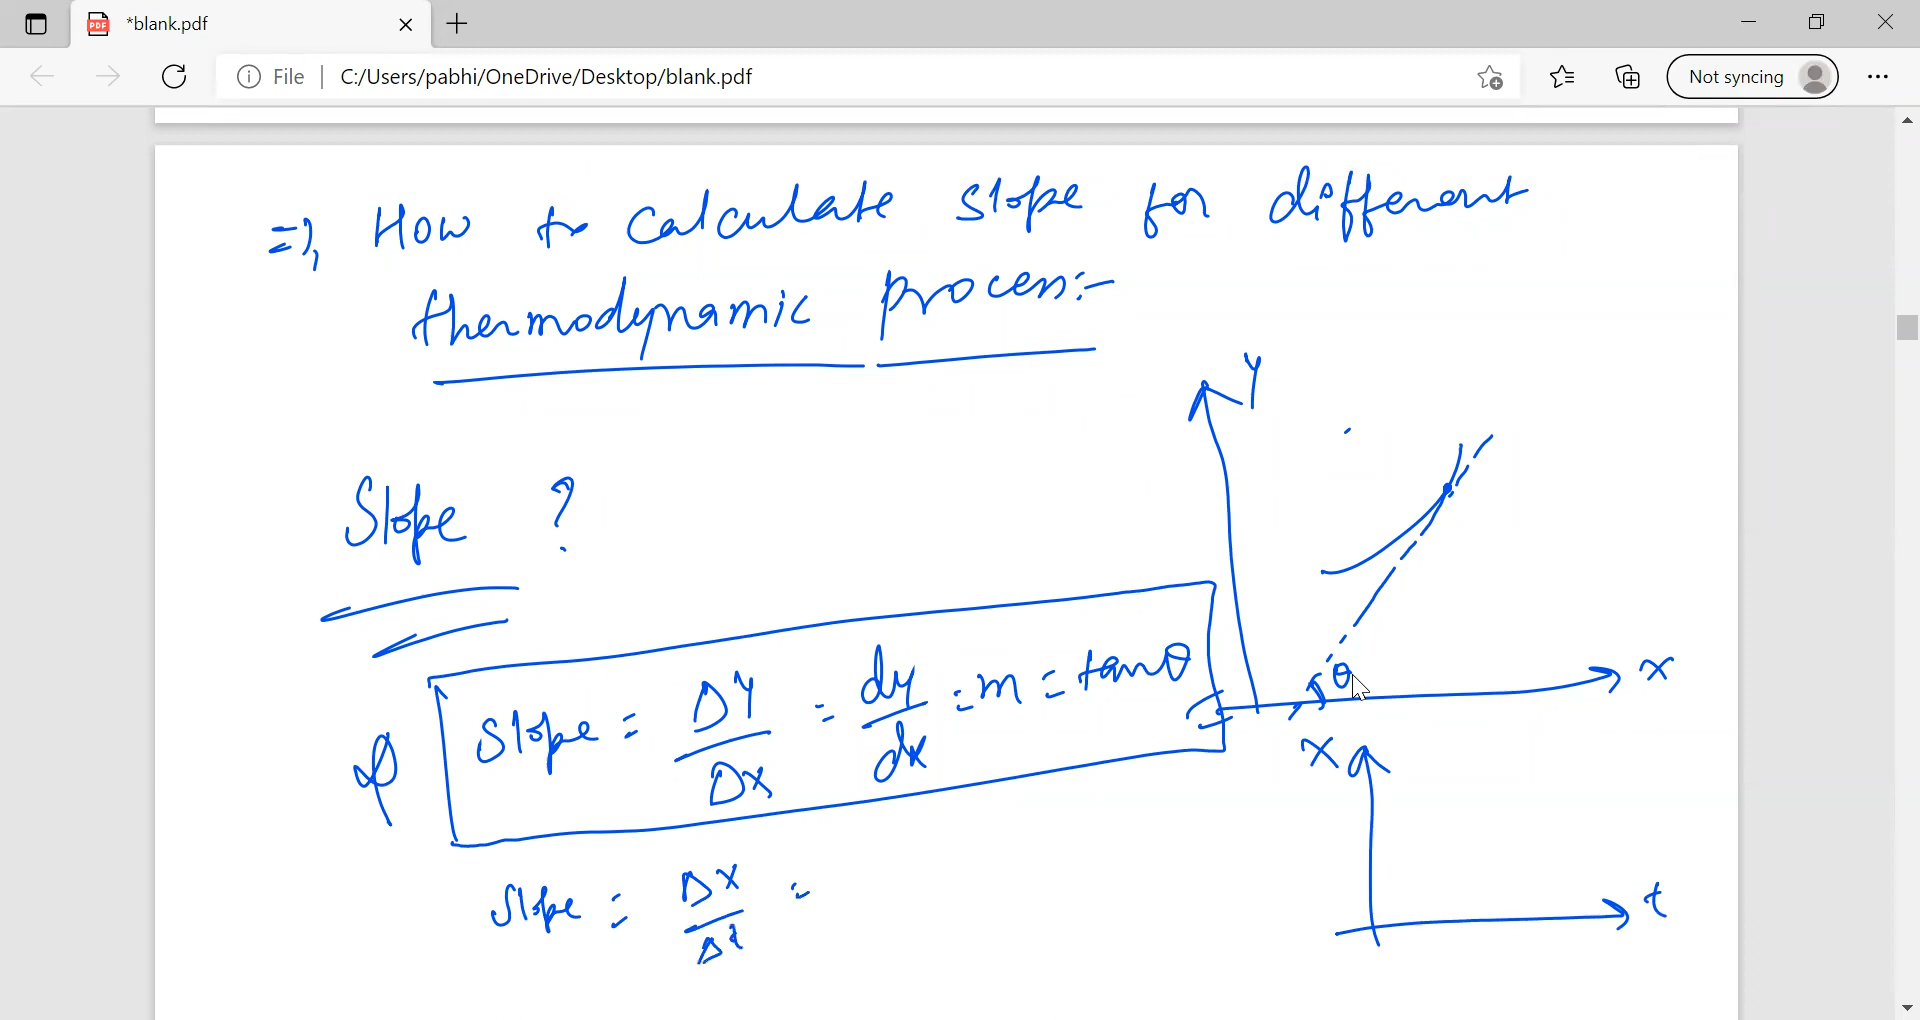 *blank.pdf
File | C:/Users/pabhi/OneDrive/Desktop/blank.pdf
Not syncing
=), How to Calculate slope for different
thermodynamic process:-
Y
Slope ?
θ
x
Slope = ΔY/Δx = dy/dx = m = tanθ
x
Slope = Δx/Δt =
t